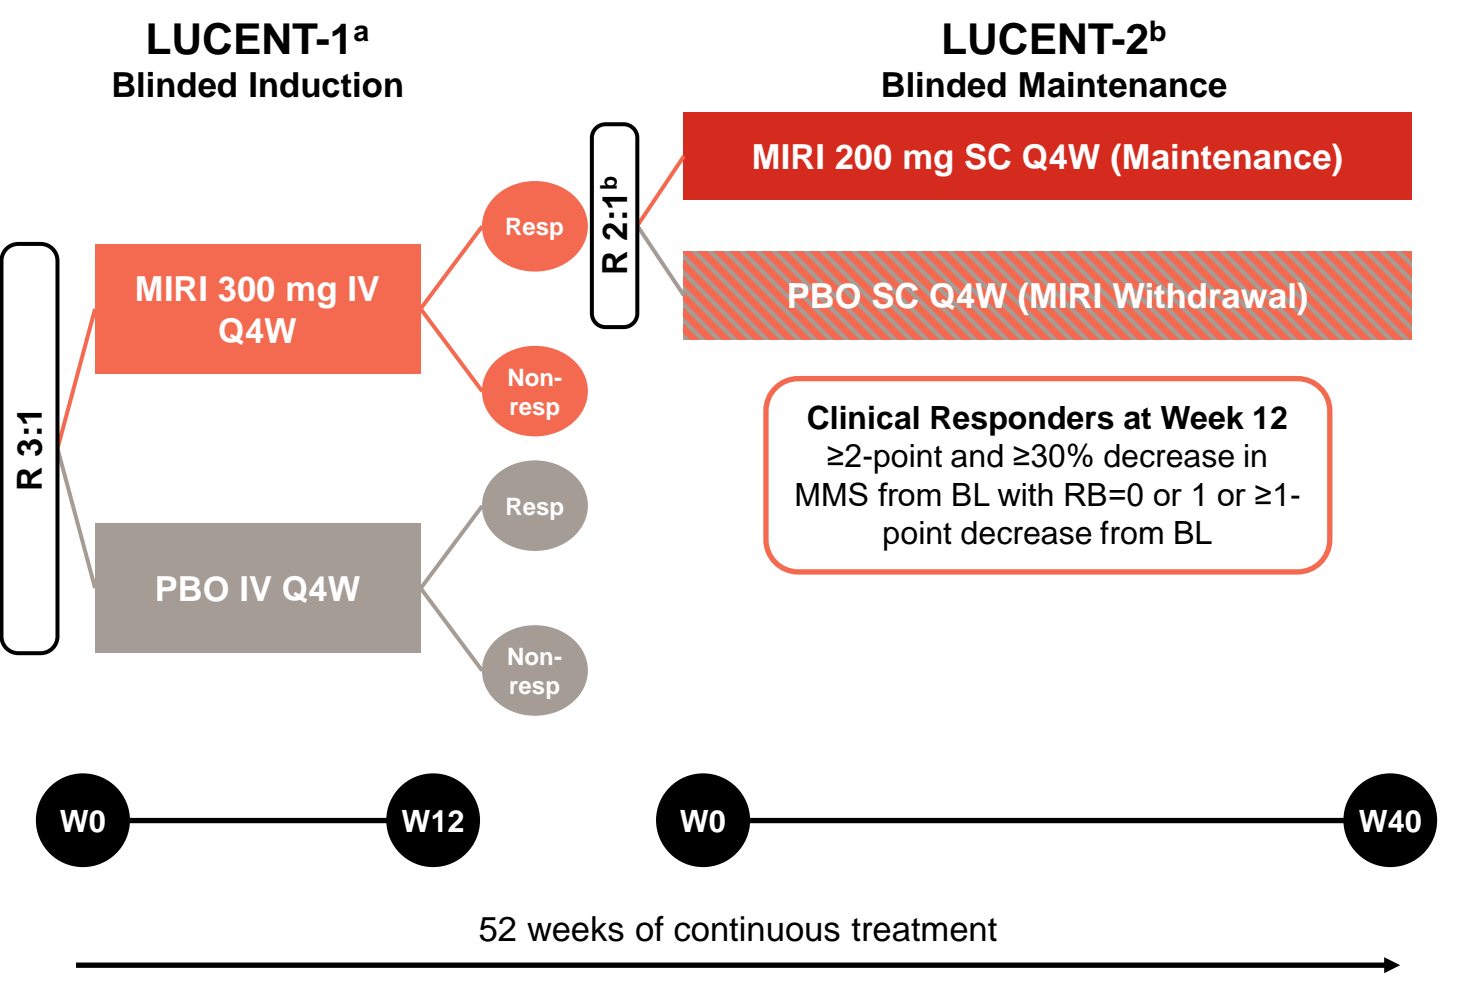 LUCENT-1ᵃ
Blinded Induction
LUCENT-2ᵇ
Blinded Maintenance
R 3:1
MIRI 300 mg IV
Q4W
PBO IV Q4W
Resp
Non-
resp
Resp
Non-
resp
R 2:1ᵇ
MIRI 200 mg SC Q4W (Maintenance)
PBO SC Q4W (MIRI Withdrawal)
Clinical Responders at Week 12
≥2-point and ≥30% decrease in
MMS from BL with RB=0 or 1 or ≥1-
point decrease from BL
W0
W12
W0
W40
52 weeks of continuous treatment